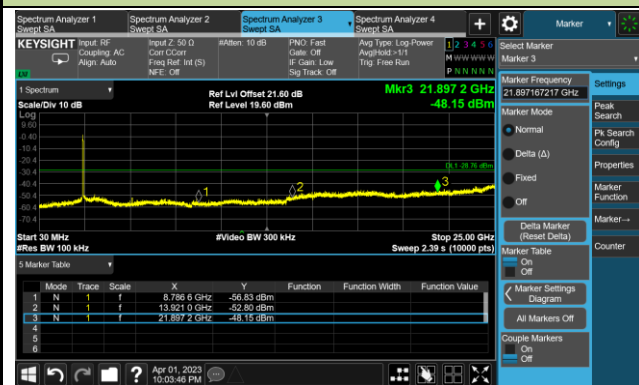 Spectrum Analyzer 1
Swept SA
Spectrum Analyzer 2
Swept SA
Spectrum Analyzer 3
Swept SA
Spectrum Analyzer 4
Swept SA
+
Marker
KEYSIGHT
Input: RF
Coupling: AC
Align: Auto
Input Z: 50 Ω
Corr CCorr
Freq Ref: Int (S)
NFE: Off
#Atten: 10 dB
PNO: Fast
Gate: Off
IF Gain: Low
Sig Track: Off
Avg Type: Log-Power
Avg|Hold:>1/1
Trig: Free Run
1 2 3 4 5 6
M W W W W W
P N N N N N
Select Marker
Marker 3
1 Spectrum
Scale/Div 10 dB
Ref Lvl Offset 21.60 dB
Ref Level 19.60 dBm
Mkr3 21.897 2 GHz
-48.15 dBm
Log
9.60
-0.40
-10.4
-20.4
-30.4
-40.4
-50.4
-60.4
-70.4
DL1 -28.76 dBm
1
2
3
Start 30 MHz
#Res BW 100 kHz
#Video BW 300 kHz
Stop 25.00 GHz
Sweep 2.39 s (10000 pts)
5 Marker Table
Mode Trace Scale X Y Function Function Width Function Value
1 N 1 f 8.786 6 GHz -56.83 dBm
2 N 1 f 13.921 0 GHz -52.80 dBm
3 N 1 f 21.897 2 GHz -48.15 dBm
4
5
6
Marker Frequency
21.897167217 GHz
Marker Mode
Normal
Delta (Δ)
Fixed
Off
Delta Marker
(Reset Delta)
Marker Table
On
Off
Marker Settings
Diagram
All Markers Off
Couple Markers
On
Off
Settings
Peak
Search
Pk Search
Config
Properties
Marker
Function
Marker→
Counter
?
Apr 01, 2023
10:03:46 PM